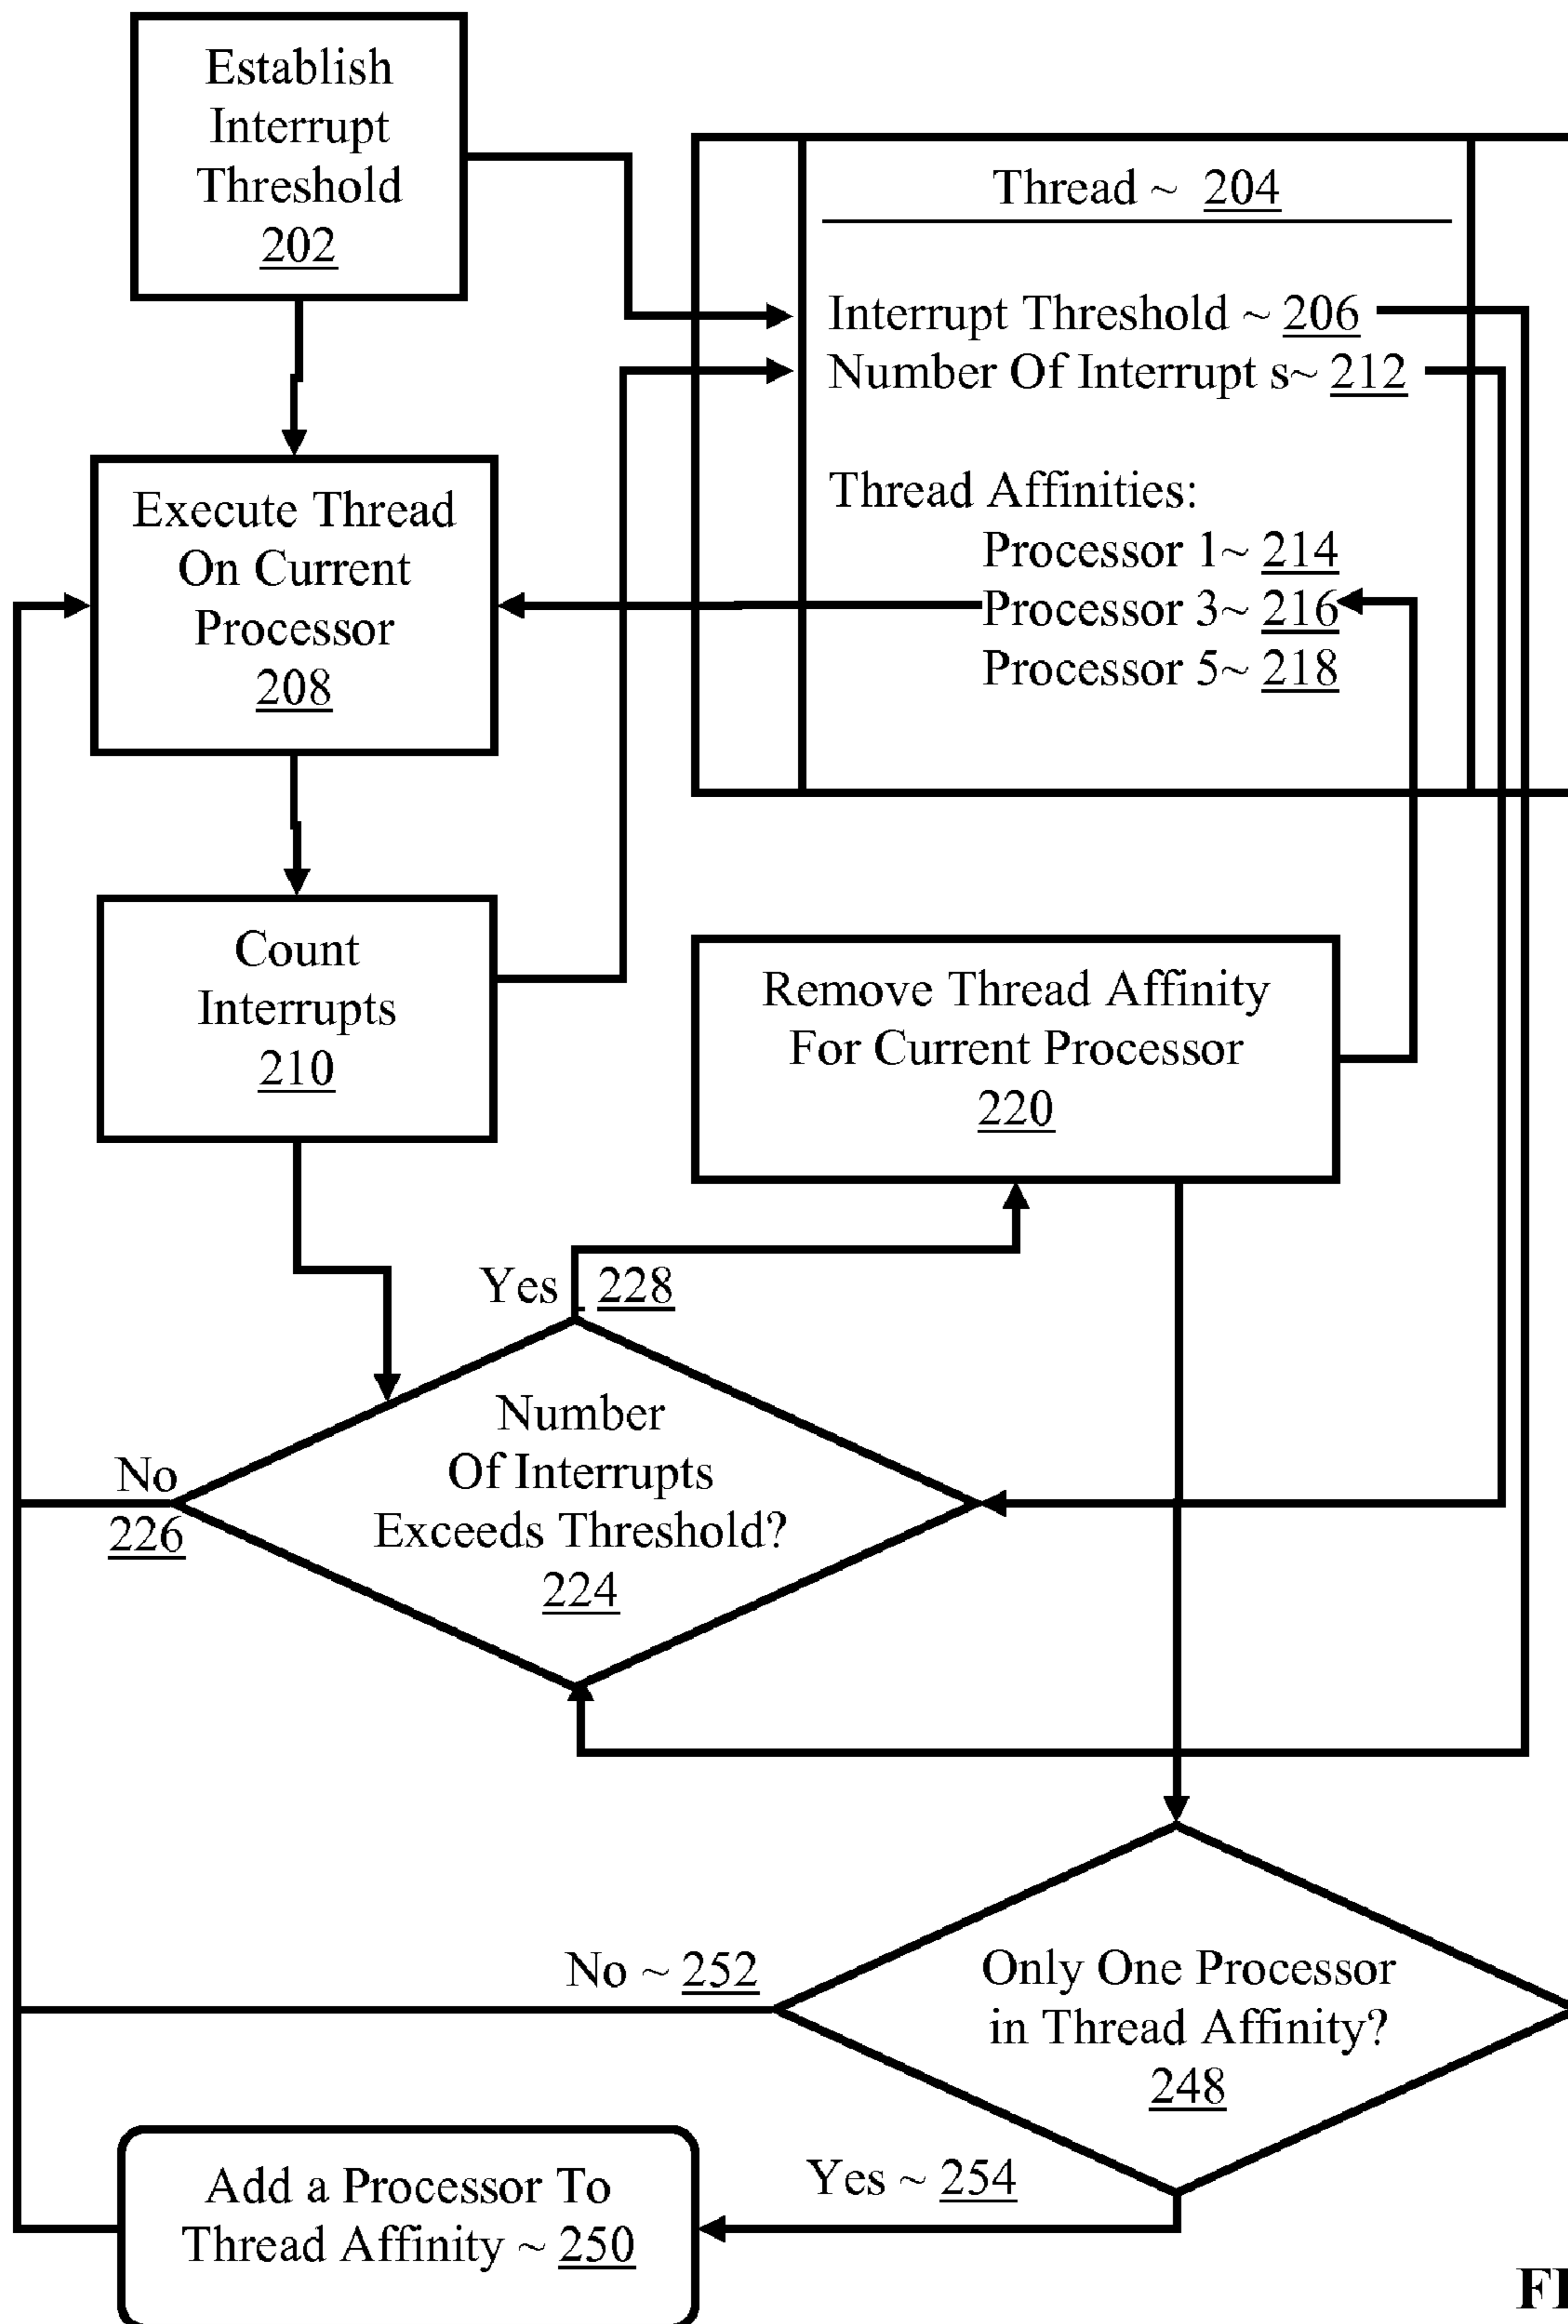 Establish
Interrupt
Threshold
202
Thread ~ 204
Interrupt Threshold ~ 206
Number Of Interrupt s~ 212
Thread Affinities:
Processor 1~ 214
Processor 3~ 216
Processor 5~ 218
Execute Thread
On Current
Processor
208
Count
Interrupts
210
Remove Thread Affinity
For Current Processor
220
Yes 228
Number
Of Interrupts
Exceeds Threshold?
224
No
226
Only One Processor
in Thread Affinity?
248
No ~ 252
Yes ~ 254
Add a Processor To
Thread Affinity ~ 250